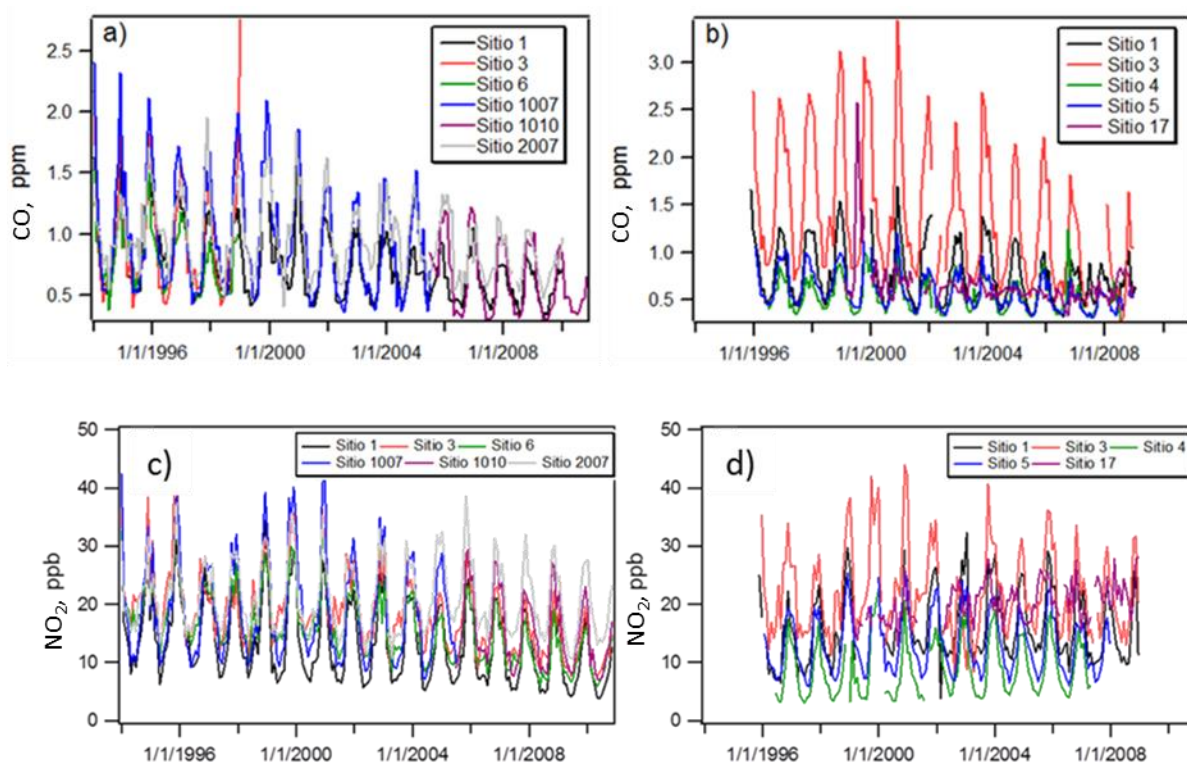 a)
Sitio 1
Sitio 3
Sitio 6
Sitio 1007
Sitio 1010
Sitio 2007
2.5
2.0
1.5
1.0
0.5
CO, ppm
1/1/1996
1/1/2000
1/1/2004
1/1/2008
b)
Sitio 1
Sitio 3
Sitio 4
Sitio 5
Sitio 17
3.0
2.5
2.0
1.5
1.0
0.5
CO, ppm
1/1/1996
1/1/2000
1/1/2004
1/1/2008
c)
Sitio 1 Sitio 3 Sitio 6
Sitio 1007 Sitio 1010 Sitio 2007
50
40
30
20
10
0
NO₂, ppb
1/1/1996
1/1/2000
1/1/2004
1/1/2008
d)
Sitio 1 Sitio 3 Sitio 4
Sitio 5 Sitio 17
50
40
30
20
10
0
NO₂, ppb
1/1/1996
1/1/2000
1/1/2004
1/1/2008